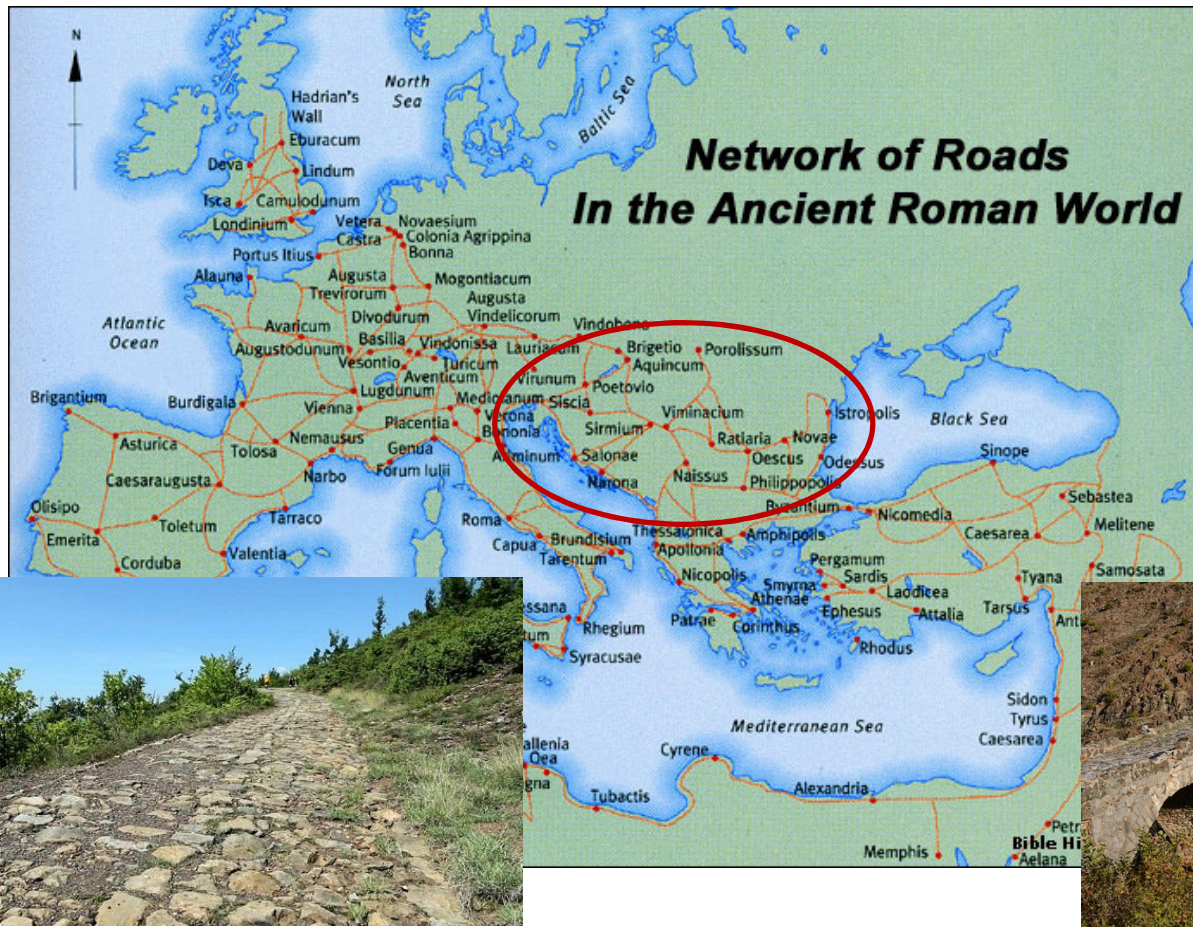 N
North
Sea
Baltic Sea
Network of Roads
In the Ancient Roman World
Hadrian's
Wall
Eburacum
Deva
Lindum
Isca
Camulodunum
Londinium
Vetera
Novaesium
Castra
Colonia Agrippina
Bonna
Portus Itius
Alauna
Augusta
Trevirorum
Mogontiacum
Augusta
Vindelicorum
Divodurum
Atlantic
Ocean
Avaricum
Basilia
Vindonissa
Lauriacum
Augustodunum
Vesontio
Turicum
Aventicum
Virunum
Brigetio
Aquincum
Porolissum
Poetovio
Brigantium
Burdigala
Lugdunum
Vienna
Mediolanum
Siscia
Verona
Placentia
Bononia
Sirmium
Viminacium
Istropolis
Black Sea
Asturica
Tolosa
Nemausus
Genua
Ariminum
Salonae
Ratiaria
Novae
Oescus
Odessus
Sinope
Caesaraugusta
Narbo
Forum Iulii
Narona
Naissus
Philippopolis
Olisipo
Toletum
Tarraco
Roma
Byzantium
Nicomedia
Sebastea
Emerita
Capua
Brundisium
Thessalonica
Amphipolis
Caesarea
Melitene
Corduba
Valentia
Tarentum
Apollonia
Pergamum
Samosata
Nicopolis
Smyrna
Sardis
Tyana
Athenae
Laodicea
Patrae
Ephesus
Attalia
Tarsus
Corinthus
Rhegium
Syracusae
Rhodus
Sidon
Mediterranean Sea
Tyrus
Caesarea
Cyrene
Oea
Alexandria
Tubactis
Memphis
Aelana